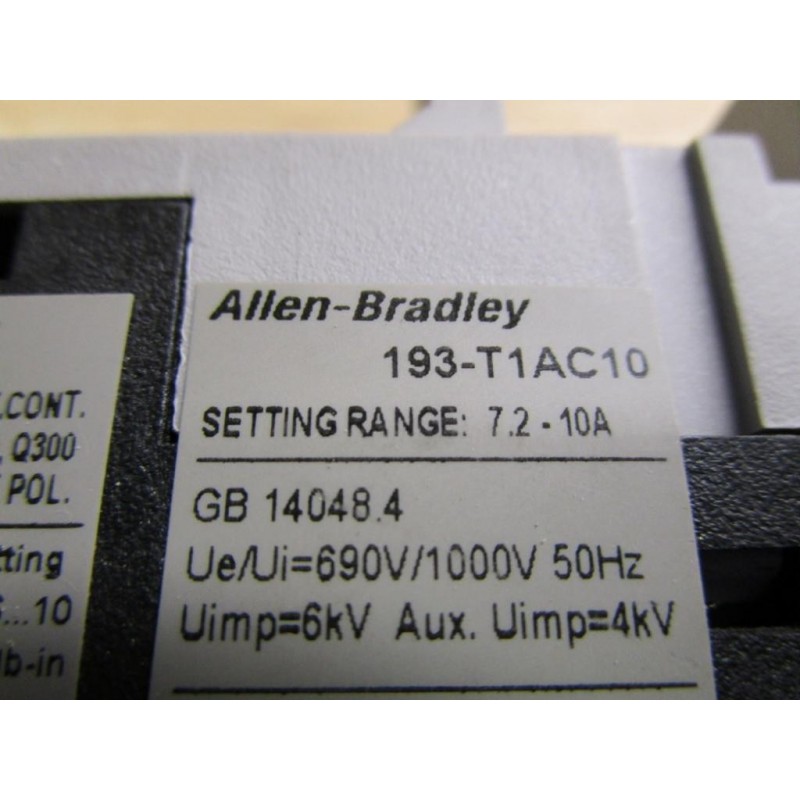 Allen-Bradley
193-T1AC10
SETTING RANGE: 7.2 - 10A
GB 14048.4
Ue/Ui=690V/1000V 50Hz
Uimp=6kV Aux. Uimp=4kV
CONT.
Q300
POL.
...10
lb-in